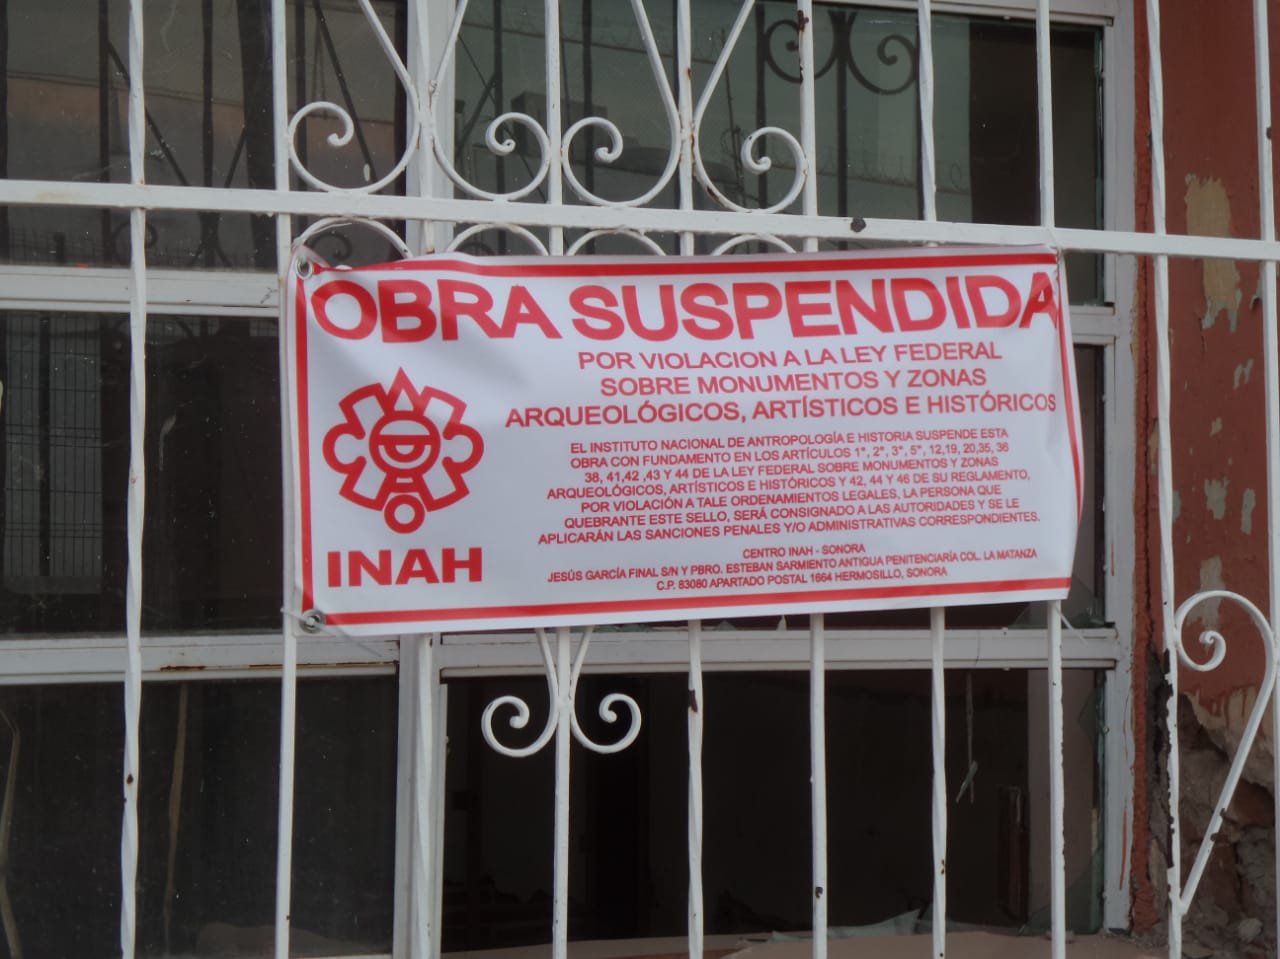 OBRA SUSPENDIDA
POR VIOLACION A LA LEY FEDERAL
SOBRE MONUMENTOS Y ZONAS
ARQUEOLÓGICOS, ARTÍSTICOS E HISTÓRICOS
EL INSTITUTO NACIONAL DE ANTROPOLOGÍA E HISTORIA SUSPENDE ESTA
OBRA CON FUNDAMENTO EN LOS ARTÍCULOS 1°, 2°, 3°, 5°, 12,19, 20,35, 36
38, 41,42 ,43 Y 44 DE LA LEY FEDERAL SOBRE MONUMENTOS Y ZONAS
ARQUEOLÓGICOS, ARTÍSTICOS E HISTÓRICOS Y 42, 44 Y 46 DE SU REGLAMENTO,
POR VIOLACIÓN A TALE ORDENAMIENTOS LEGALES, LA PERSONA QUE
QUEBRANTE ESTE SELLO, SERÁ CONSIGNADO A LAS AUTORIDADES Y SE LE
APLICARÁN LAS SANCIONES PENALES Y/O ADMINISTRATIVAS CORRESPONDIENTES.
CENTRO INAH - SONORA
JESÚS GARCÍA FINAL S/N Y PBRO. ESTEBAN SARMIENTO ANTIGUA PENITENCIARÍA COL. LA MATANZA
C.P. 83080 APARTADO POSTAL 1664 HERMOSILLO, SONORA
INAH